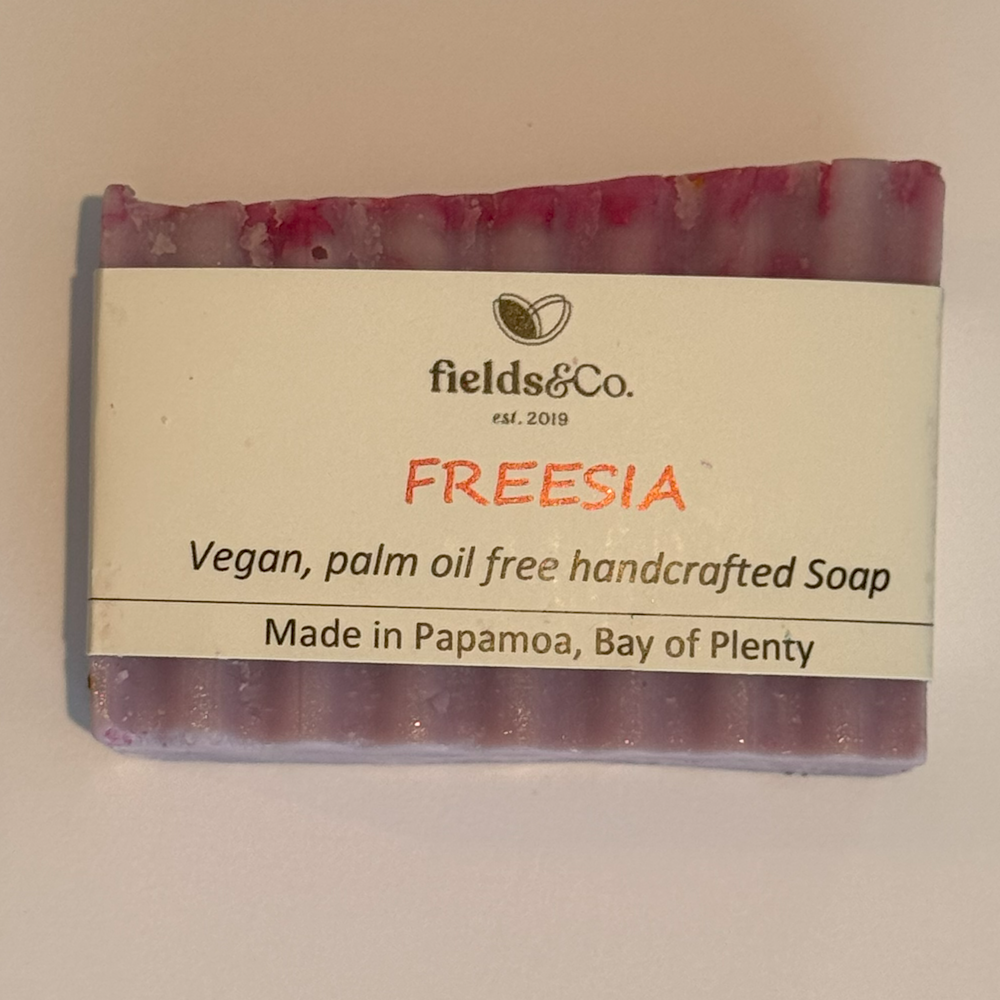 fields&Co.
est. 2019
FREESIA
Vegan, palm oil free handcrafted Soap
Made in Papamoa, Bay of Plenty